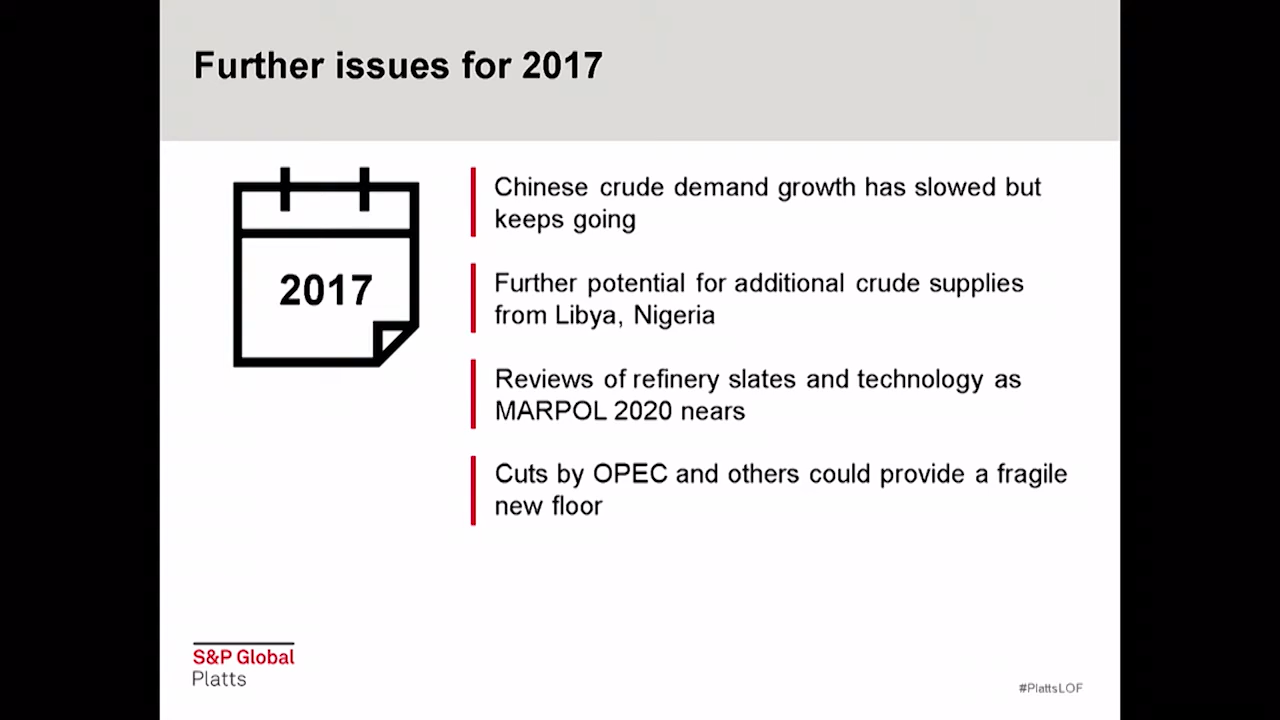 Further issues for 2017
2017
Chinese crude demand growth has slowed but
keeps going
Further potential for additional crude supplies
from Libya, Nigeria
Reviews of refinery slates and technology as
MARPOL 2020 nears
Cuts by OPEC and others could provide a fragile
new floor
S&P Global
Platts
#PlattsLOF